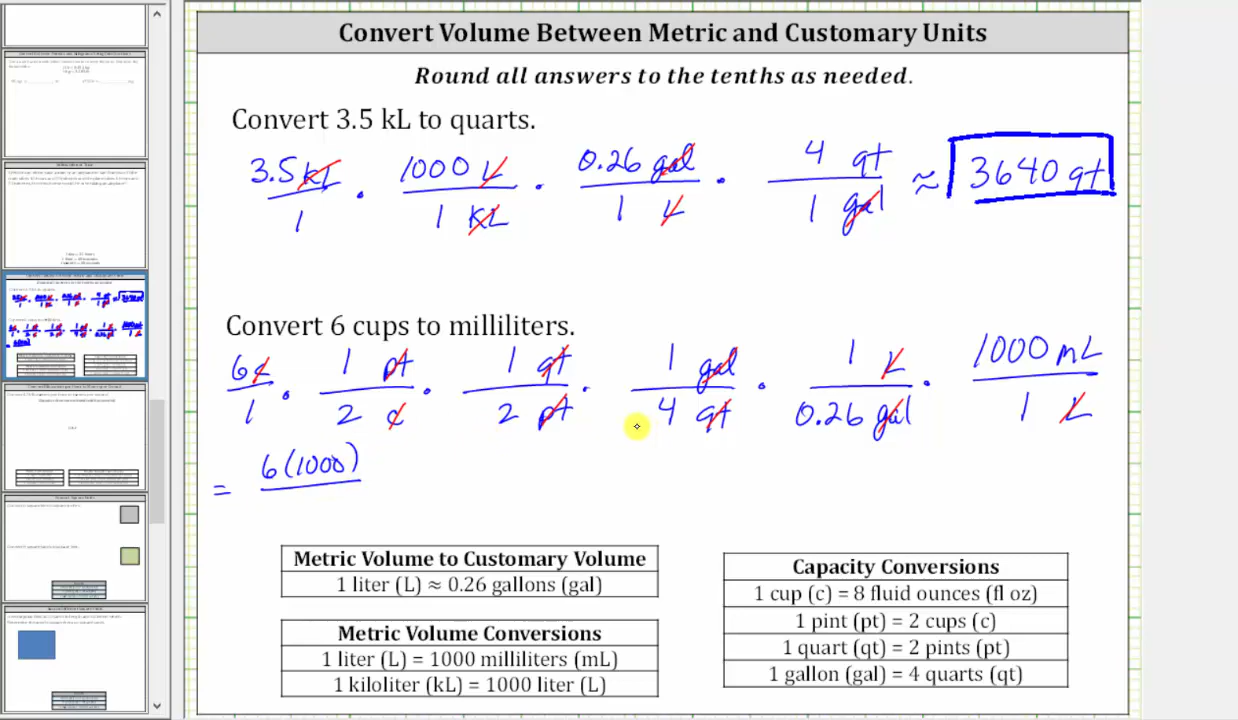 Convert Volume Between Metric and Customary Units
Round all answers to the tenths as needed.
Convert 3.5 kL to quarts.
3.5 kL / 1 · 1000 L / 1 kL · 0.26 gal / 1 L · 4 qt / 1 gal ≈ 3640 qt
Convert 6 cups to milliliters.
6 c / 1 · 1 pt / 2 c · 1 qt / 2 pt · 1 gal / 4 qt · 1 L / 0.26 gal · 1000 mL / 1 L
= 6(1000)
Metric Volume to Customary Volume
1 liter (L) ≈ 0.26 gallons (gal)
Metric Volume Conversions
1 liter (L) = 1000 milliliters (mL)
1 kiloliter (kL) = 1000 liter (L)
Capacity Conversions
1 cup (c) = 8 fluid ounces (fl oz)
1 pint (pt) = 2 cups (c)
1 quart (qt) = 2 pints (pt)
1 gallon (gal) = 4 quarts (qt)